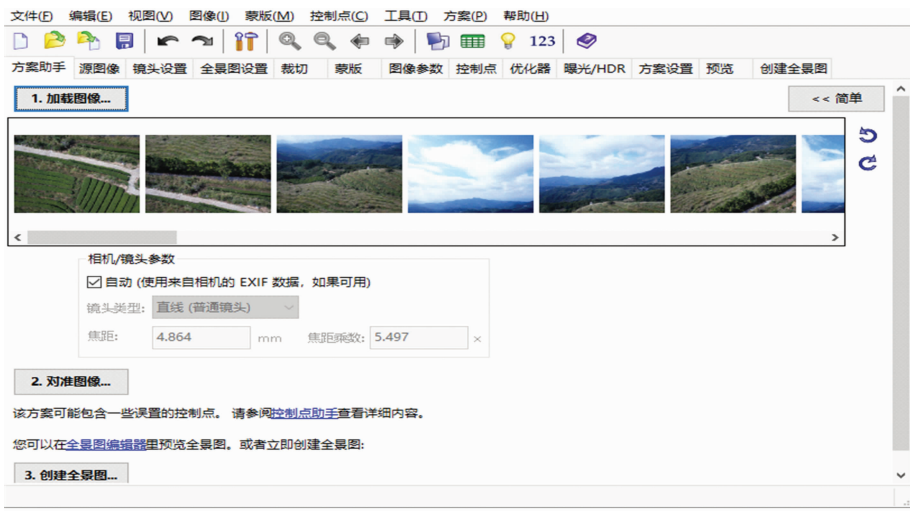 文件(F) 编辑(E) 视图(V) 图像(I) 蒙版(M) 控制点(C) 工具(T) 方案(P) 帮助(H)
123
方案助手 源图像 镜头设置 全景图设置 裁切 蒙版 图像参数 控制点 优化器 曝光/HDR 方案设置 预览 创建全景图
1. 加载图像... << 简单
相机/镜头参数
自动 (使用来自相机的 EXIF 数据，如果可用)
镜头类型: 直线 (普通镜头)
焦距: 4.864 mm 焦距乘数: 5.497 ×
2. 对准图像...
该方案可能包含一些误置的控制点。 请参阅控制点助手查看详细内容。
您可以在全景图编辑器里预览全景图。或者立即创建全景图:
3. 创建全景图...